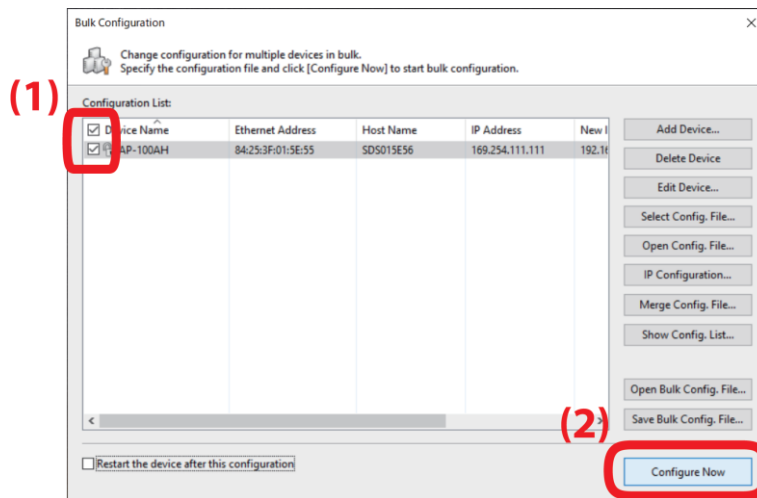 Bulk Configuration
Change configuration for multiple devices in bulk.
Specify the configuration file and click [Configure Now] to start bulk configuration.
(1)
Configuration List:
Device Name Ethernet Address Host Name IP Address New I
AP-100AH 84:25:3F:01:5E:55 SDS015E56 169.254.111.111 192.16
Add Device...
Delete Device
Edit Device...
Select Config. File...
Open Config. File...
IP Configuration...
Merge Config. File...
Show Config. List...
Open Bulk Config. File...
Save Bulk Config. File...
(2)
Restart the device after this configuration
Configure Now